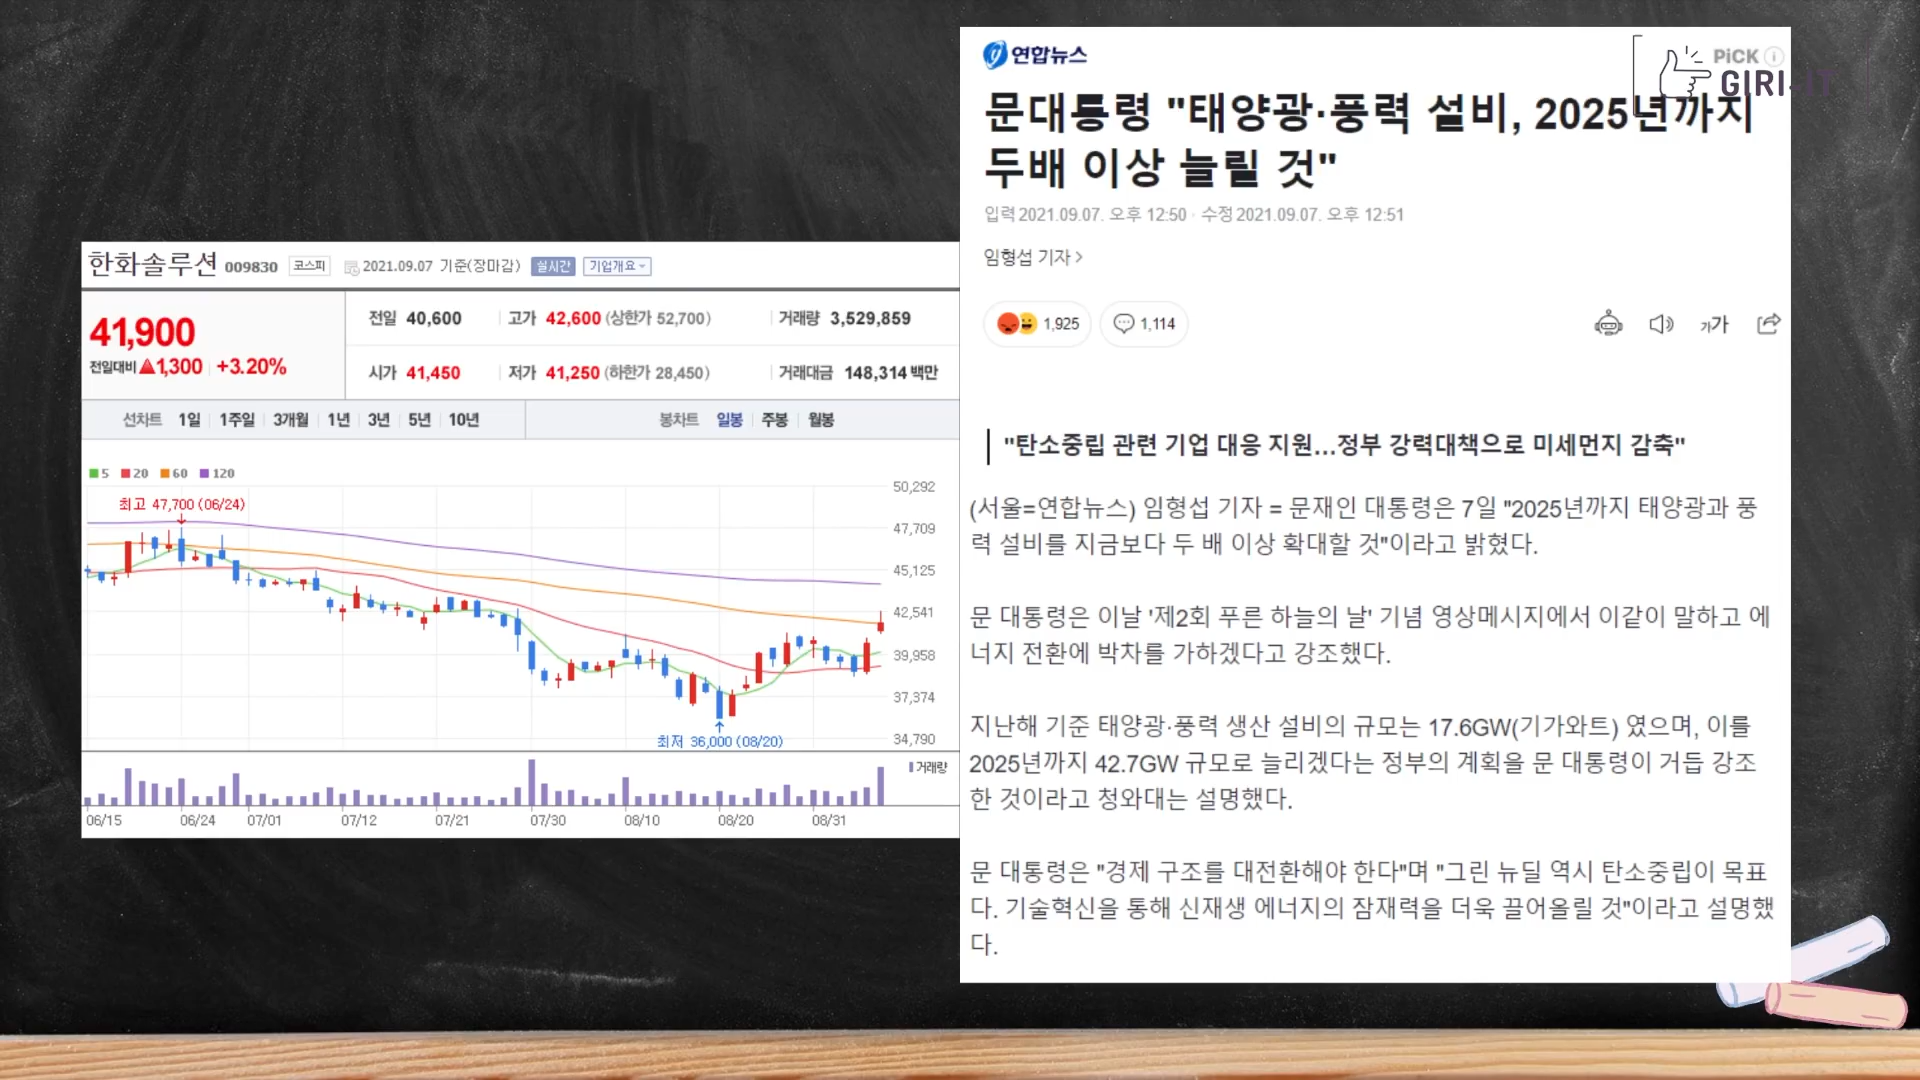 한화솔루션 009830 코스피 2021.09.07 기준(장마감) 실시간 기업개요
41,900
전일대비 ▲1,300 +3.20%
전일 40,600 고가 42,600 (상한가 52,700) 거래량 3,529,859
시가 41,450 저가 41,250 (하한가 28,450) 거래대금 148,314 백만
선차트 1일 1주일 3개월 1년 3년 5년 10년 봉차트 일봉 주봉 월봉
5 20 60 120
최고 47,700 (06/24)
50,292
47,709
45,125
42,541
39,958
37,374
34,790
최저 36,000 (08/20)
거래량
06/15 06/24 07/01 07/12 07/21 07/30 08/10 08/20 08/31
연합뉴스
PiCK
GIRI-IT
문대통령 "태양광·풍력 설비, 2025년까지
두배 이상 늘릴 것"
입력 2021.09.07. 오후 12:50 · 수정 2021.09.07. 오후 12:51
임형섭 기자 >
1,925 1,114
가가
"탄소중립 관련 기업 대응 지원…정부 강력대책으로 미세먼지 감축"
(서울=연합뉴스) 임형섭 기자 = 문재인 대통령은 7일 "2025년까지 태양광과 풍
력 설비를 지금보다 두 배 이상 확대할 것"이라고 밝혔다.
문 대통령은 이날 '제2회 푸른 하늘의 날' 기념 영상메시지에서 이같이 말하고 에
너지 전환에 박차를 가하겠다고 강조했다.
지난해 기준 태양광·풍력 생산 설비의 규모는 17.6GW(기가와트) 였으며, 이를
2025년까지 42.7GW 규모로 늘리겠다는 정부의 계획을 문 대통령이 거듭 강조
한 것이라고 청와대는 설명했다.
문 대통령은 "경제 구조를 대전환해야 한다"며 "그린 뉴딜 역시 탄소중립이 목표
다. 기술혁신을 통해 신재생 에너지의 잠재력을 더욱 끌어올릴 것"이라고 설명했
다.